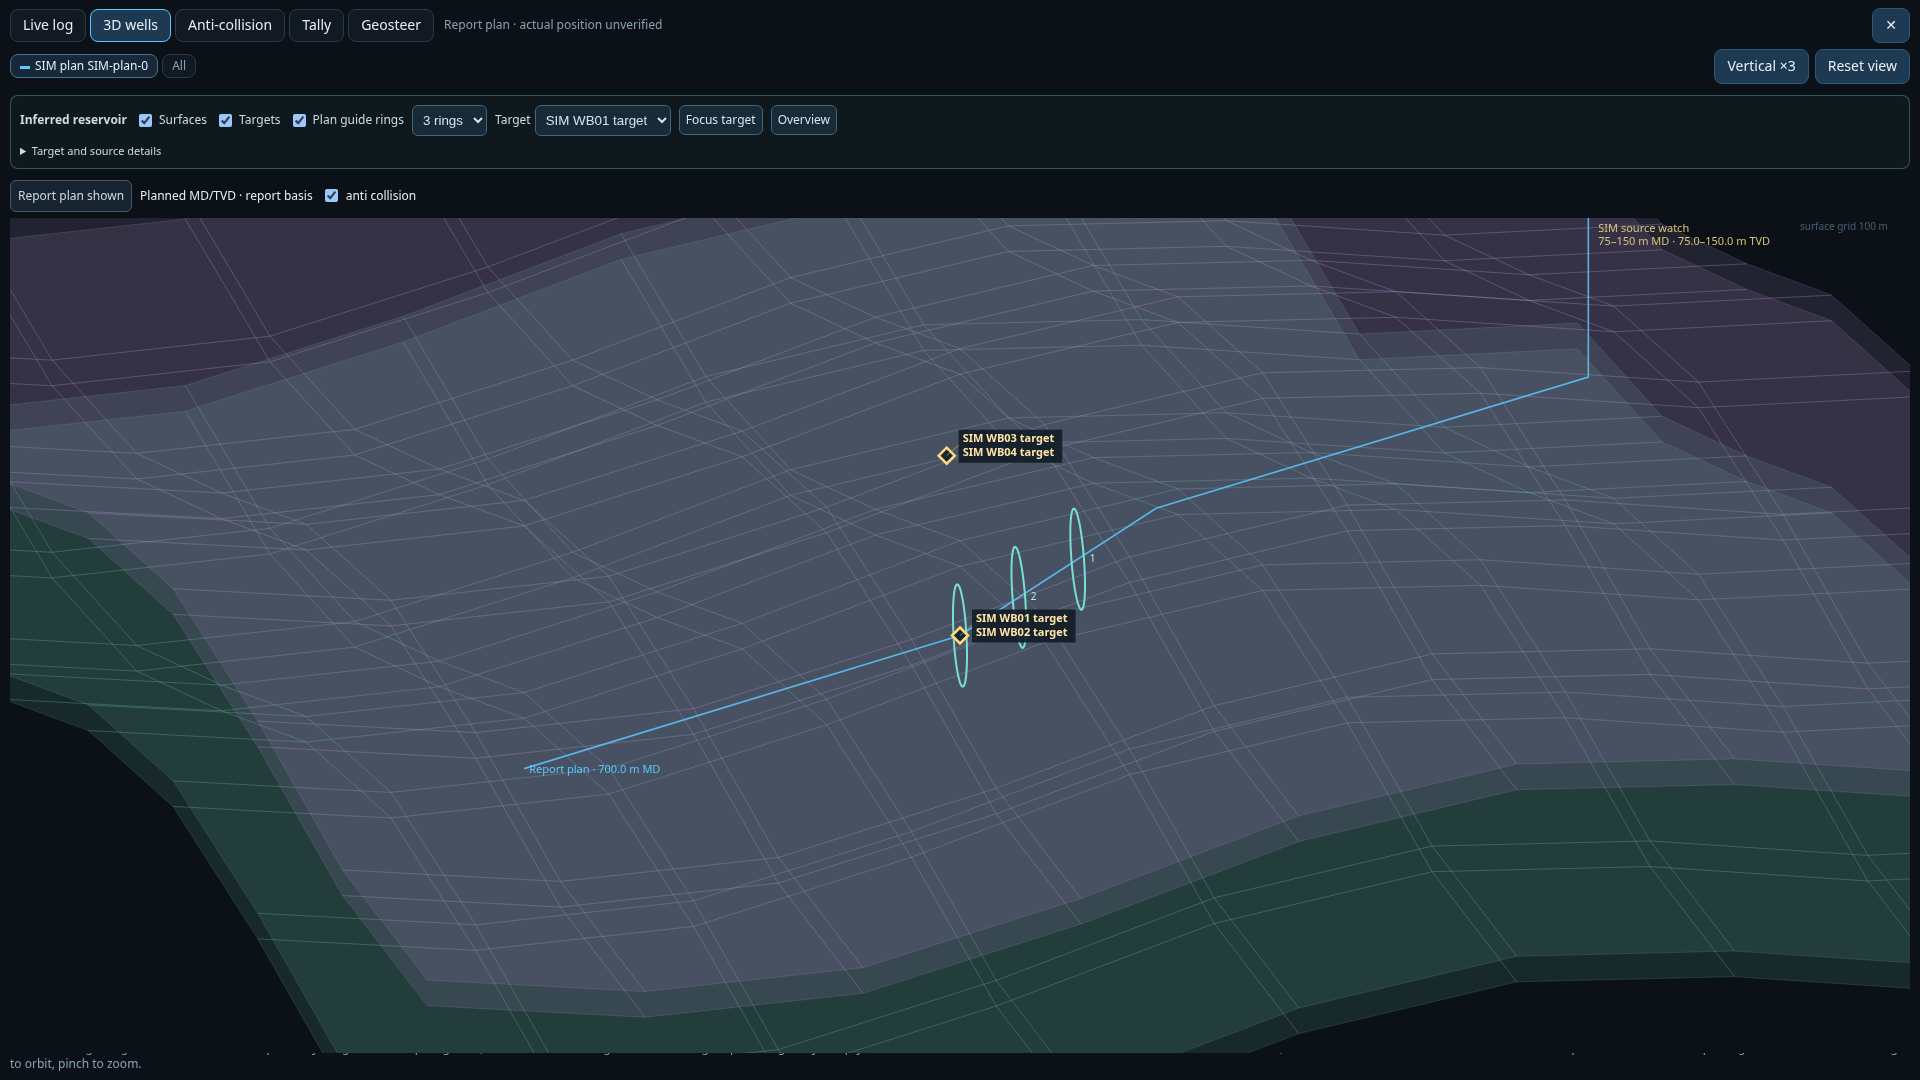 Live log
3D wells
Anti-collision
Tally
Geosteer
Report plan · actual position unverified
×
SIM plan SIM-plan-0
All
Vertical ×3
Reset view
Inferred reservoir
Surfaces
Targets
Plan guide rings
3 rings
Target
SIM WB01 target
Focus target
Overview
Target and source details
Report plan shown
Planned MD/TVD · report basis
anti collision
SIM source watch
75–150 m MD · 75.0–150.0 m TVD
surface grid 100 m
SIM WB03 target
SIM WB04 target
1
2
SIM WB01 target
SIM WB02 target
Report plan · 700.0 m MD
to orbit, pinch to zoom.